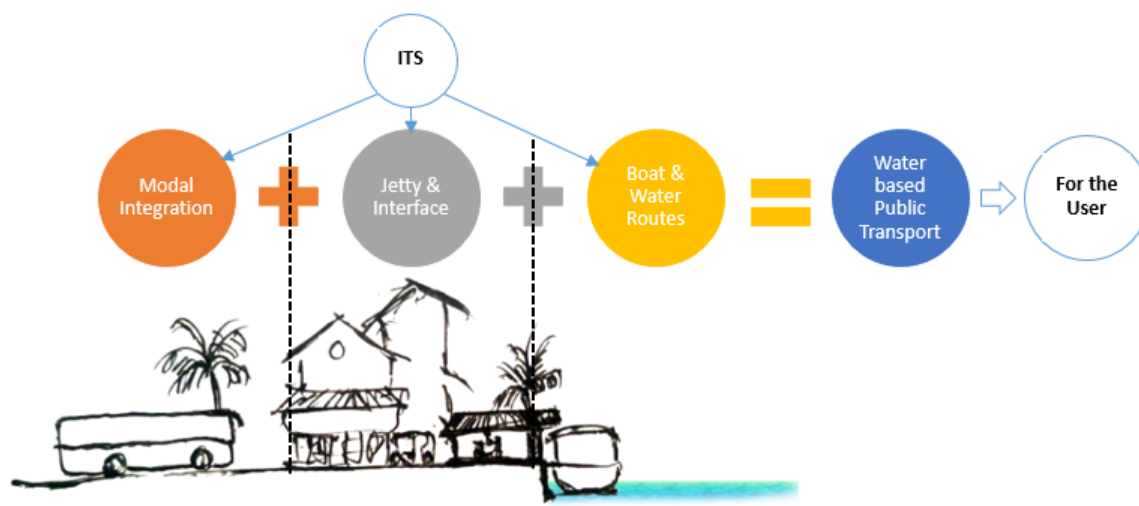 ITS
Modal
Integration
Jetty &
Interface
Boat &
Water
Routes
Water
based
Public
Transport
For the
User